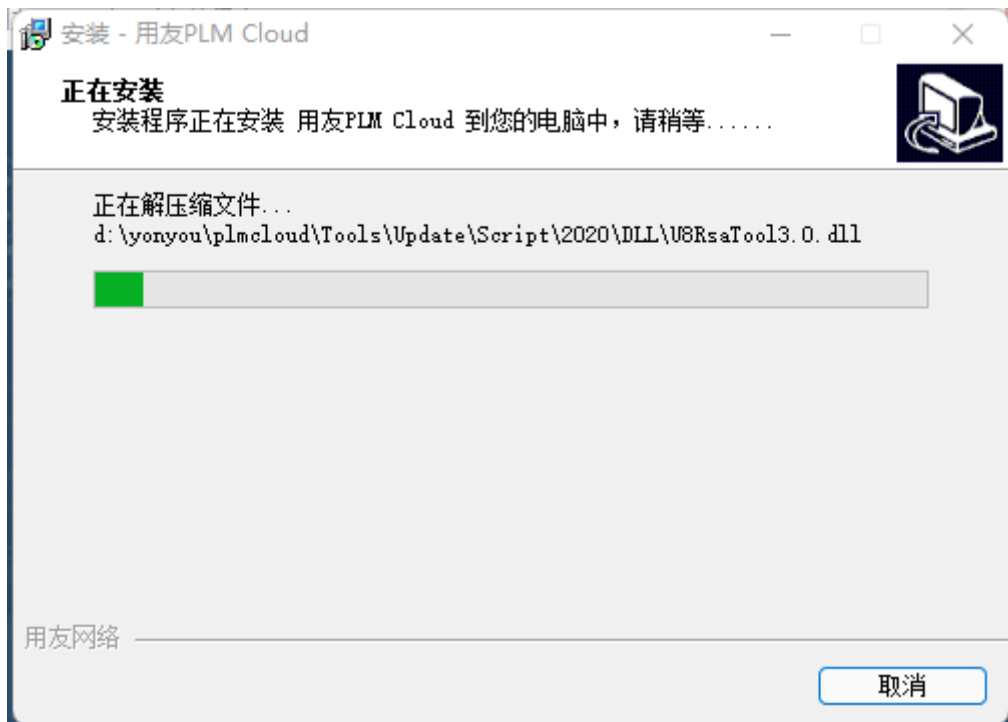 安装 - 用友PLM Cloud
正在安装
安装程序正在安装 用友PLM Cloud 到您的电脑中，请稍等......
正在解压缩文件...
d:\yonyou\plmcloud\Tools\Update\Script\2020\DLL\U8RsaTool3.0.dll
用友网络
取消